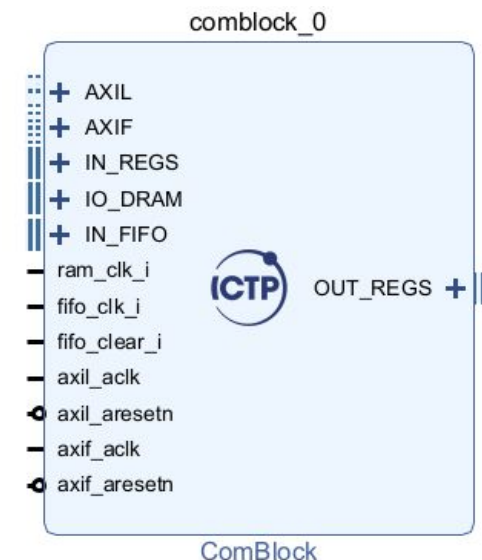 comblock_0
AXIL
AXIF
IN_REGS
IO_DRAM
IN_FIFO
ram_clk_i
fifo_clk_i
fifo_clear_i
axil_aclk
axil_aresetn
axif_aclk
axif_aresetn
ICTP
OUT_REGS
ComBlock